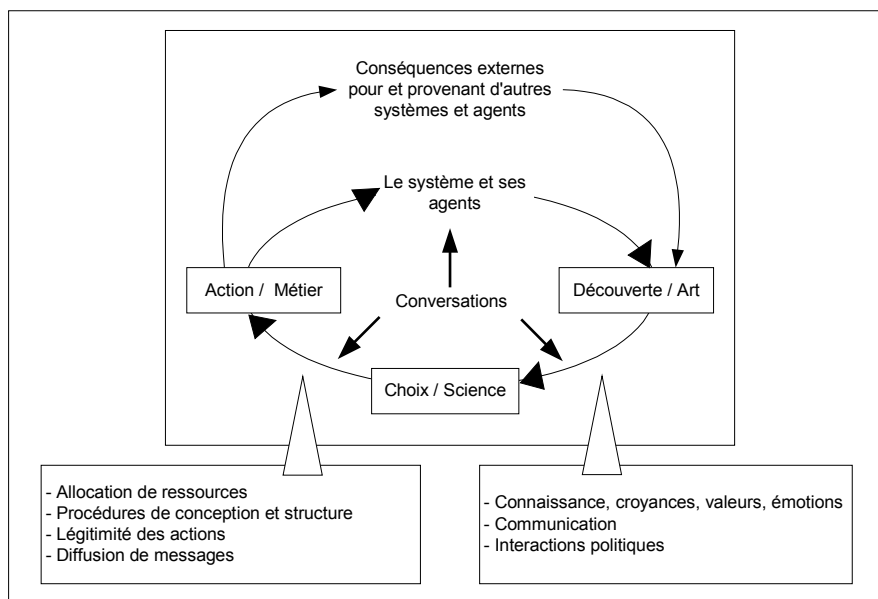 Conséquences externes
pour et provenant d'autres
systèmes et agents
Le système et ses
agents
Action /  Métier
Découverte / Art
Conversations
Choix / Science
- Allocation de ressources
- Procédures de conception et structure
- Légitimité des actions
- Diffusion de messages
- Connaissance, croyances, valeurs, émotions
- Communication
- Interactions politiques